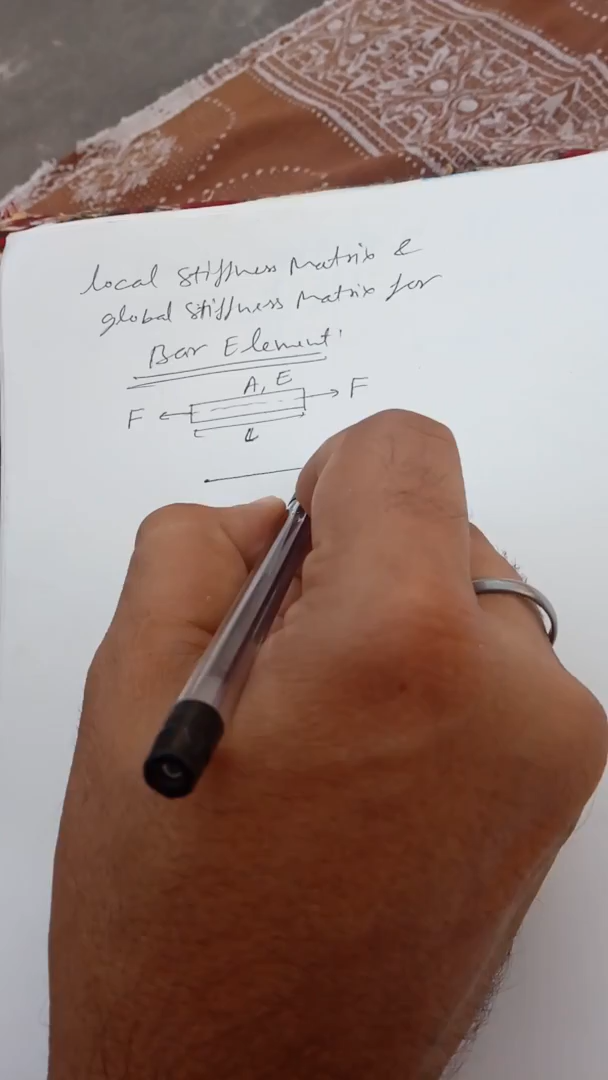 local Stiffness Matrix &
global Stiffness Matrix for
Bar Element
A, E
F F
L